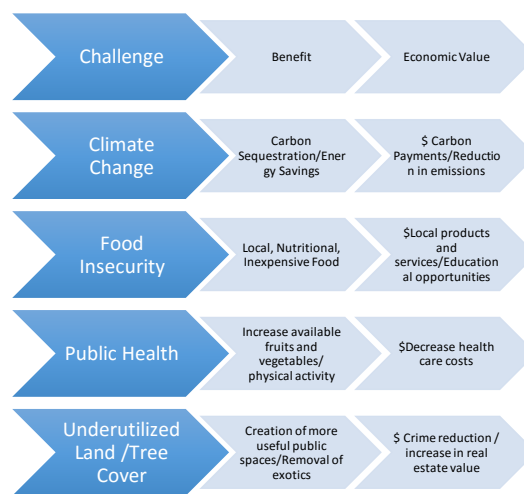 Challenge
Benefit
Economic Value
Climate
Change
Carbon
Sequestration/Ener
gy Savings
$ Carbon
Payments/Reductio
n in emissions
Food
Insecurity
Local, Nutritional,
Inexpensive Food
$Local products
and
services/Education
al opportunities
Public Health
Increase available
fruits and
vegetables/
physical activity
$Decrease health
care costs
Underutilized
Land /Tree
Cover
Creation of more
useful public
spaces/Removal of
exotics
$ Crime reduction /
increase in real
estate value